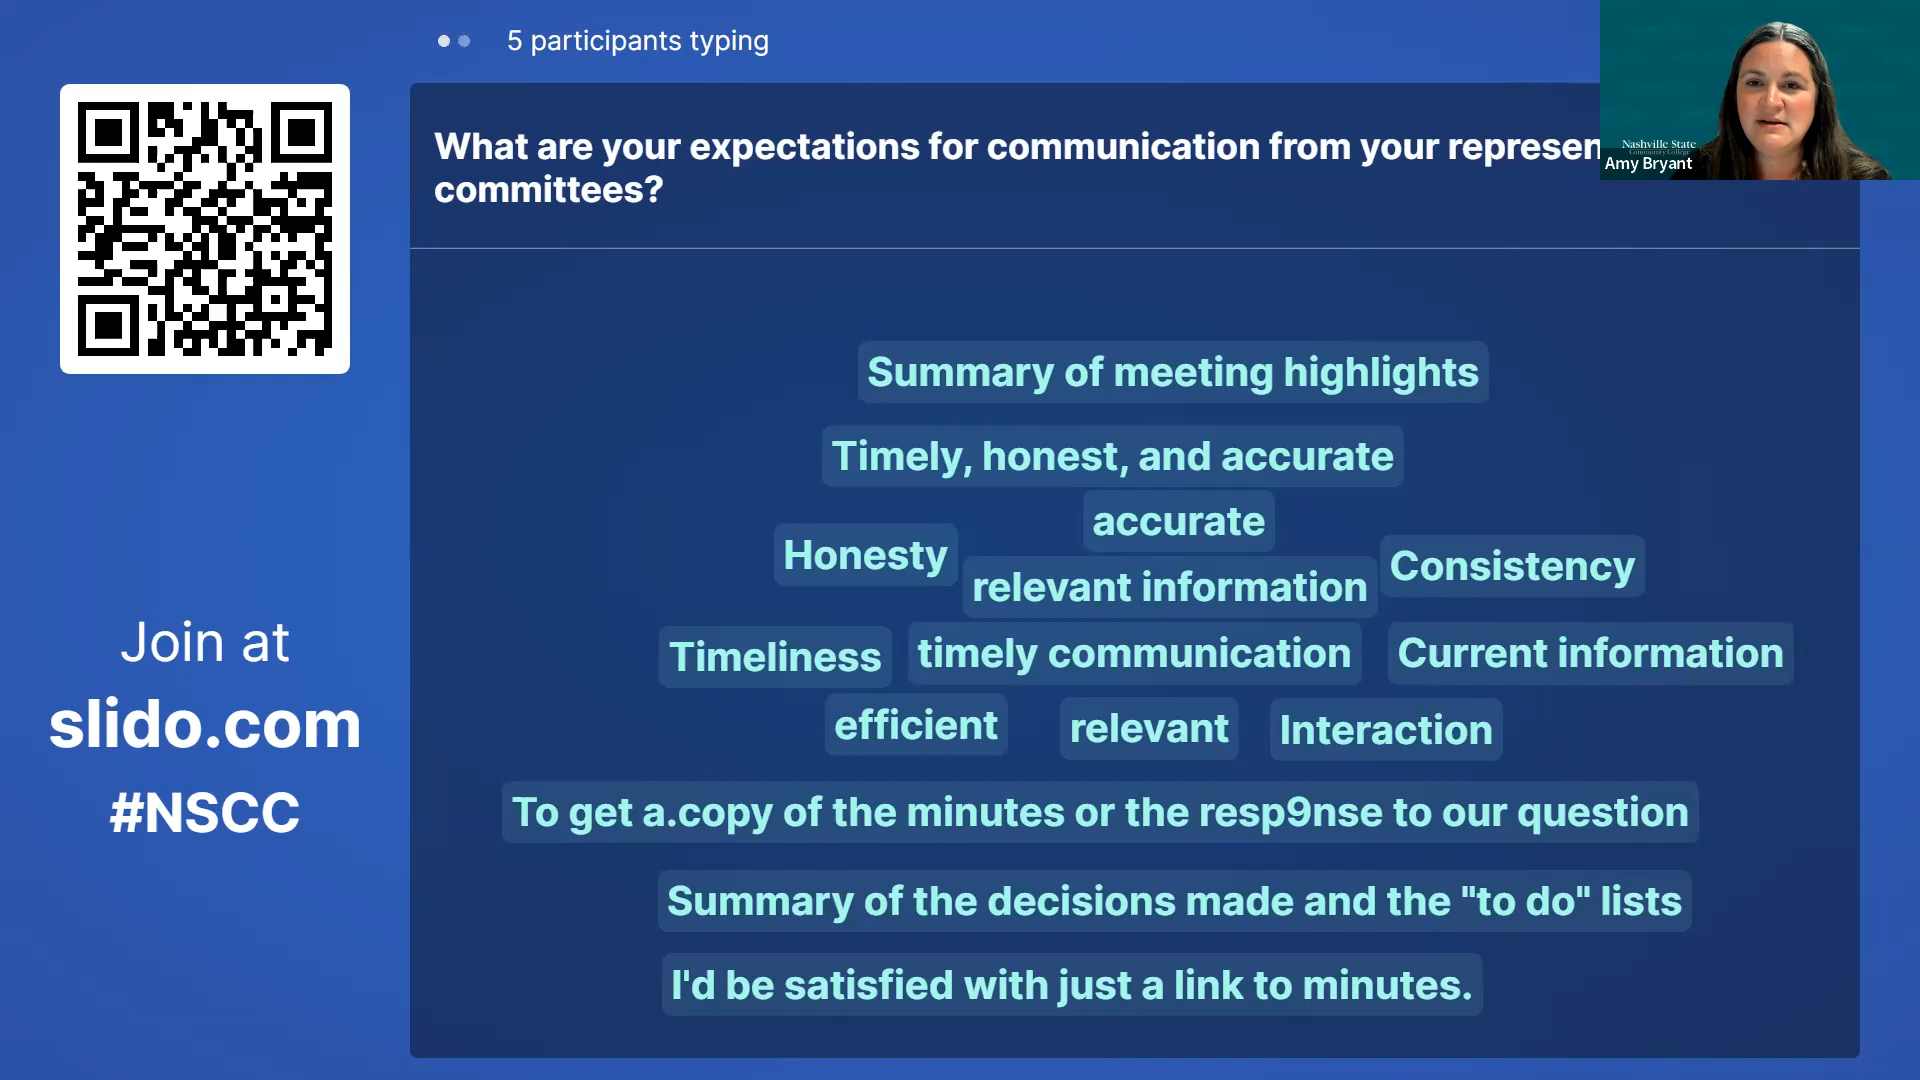 5 participants typing
What are your expectations for communication from your represen
committees?
Nashville State
Community College
Amy Bryant
Summary of meeting highlights
Timely, honest, and accurate
accurate
Honesty
relevant information
Consistency
Timeliness
timely communication
Current information
efficient
relevant
Interaction
To get a.copy of the minutes or the resp9nse to our question
Summary of the decisions made and the "to do" lists
I'd be satisfied with just a link to minutes.
Join at
slido.com
#NSCC